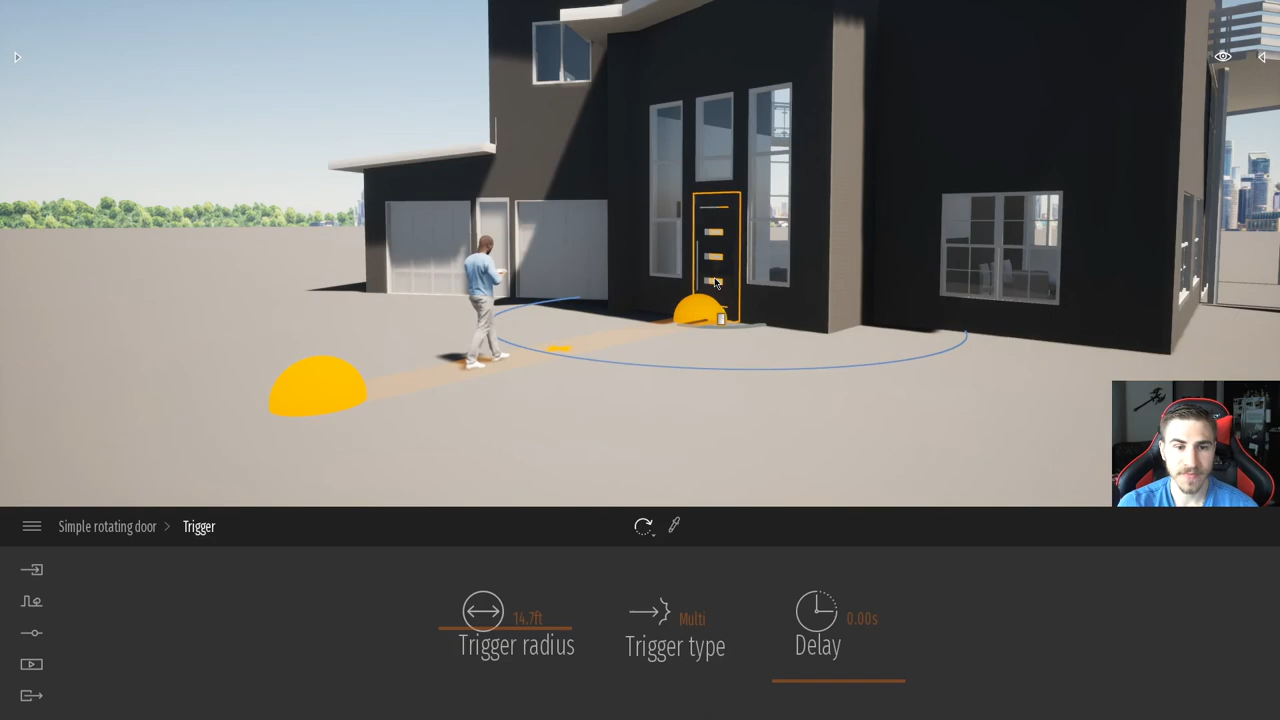 Simple rotating door > Trigger
14.7ft
Trigger radius
Multi
Trigger type
0.00s
Delay